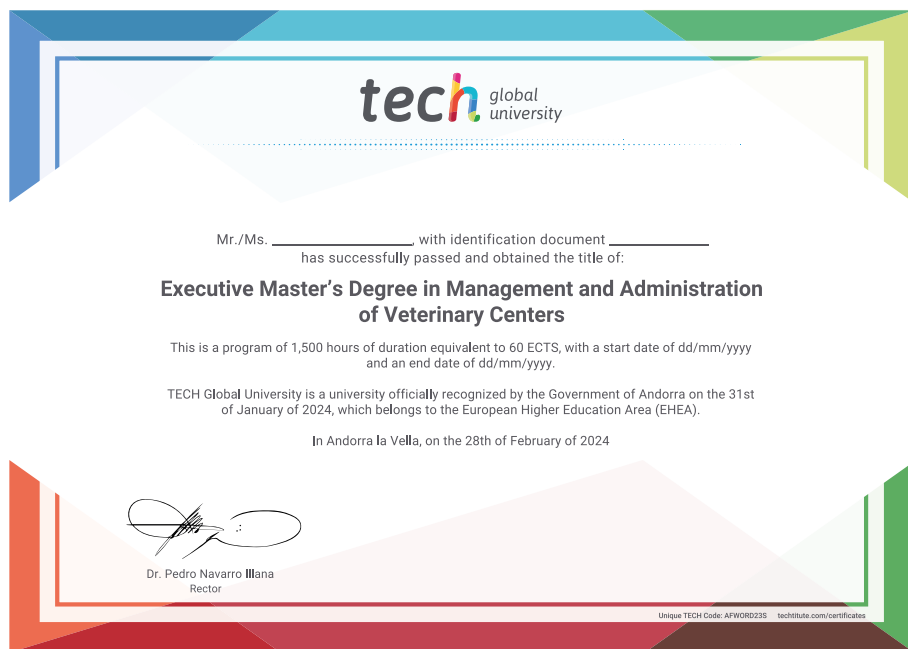 tech global
university
Mr./Ms. ____________, with identification document ____________
has successfully passed and obtained the title of:
Executive Master’s Degree in Management and Administration
of Veterinary Centers
This is a program of 1,500 hours of duration equivalent to 60 ECTS, with a start date of dd/mm/yyyy
and an end date of dd/mm/yyyy.
TECH Global University is a university officially recognized by the Government of Andorra on the 31st
of January of 2024, which belongs to the European Higher Education Area (EHEA).
In Andorra la Vella, on the 28th of February of 2024
Dr. Pedro Navarro Illana
Rector
Unique TECH Code: AFWORD23S techtitute.com/certificates